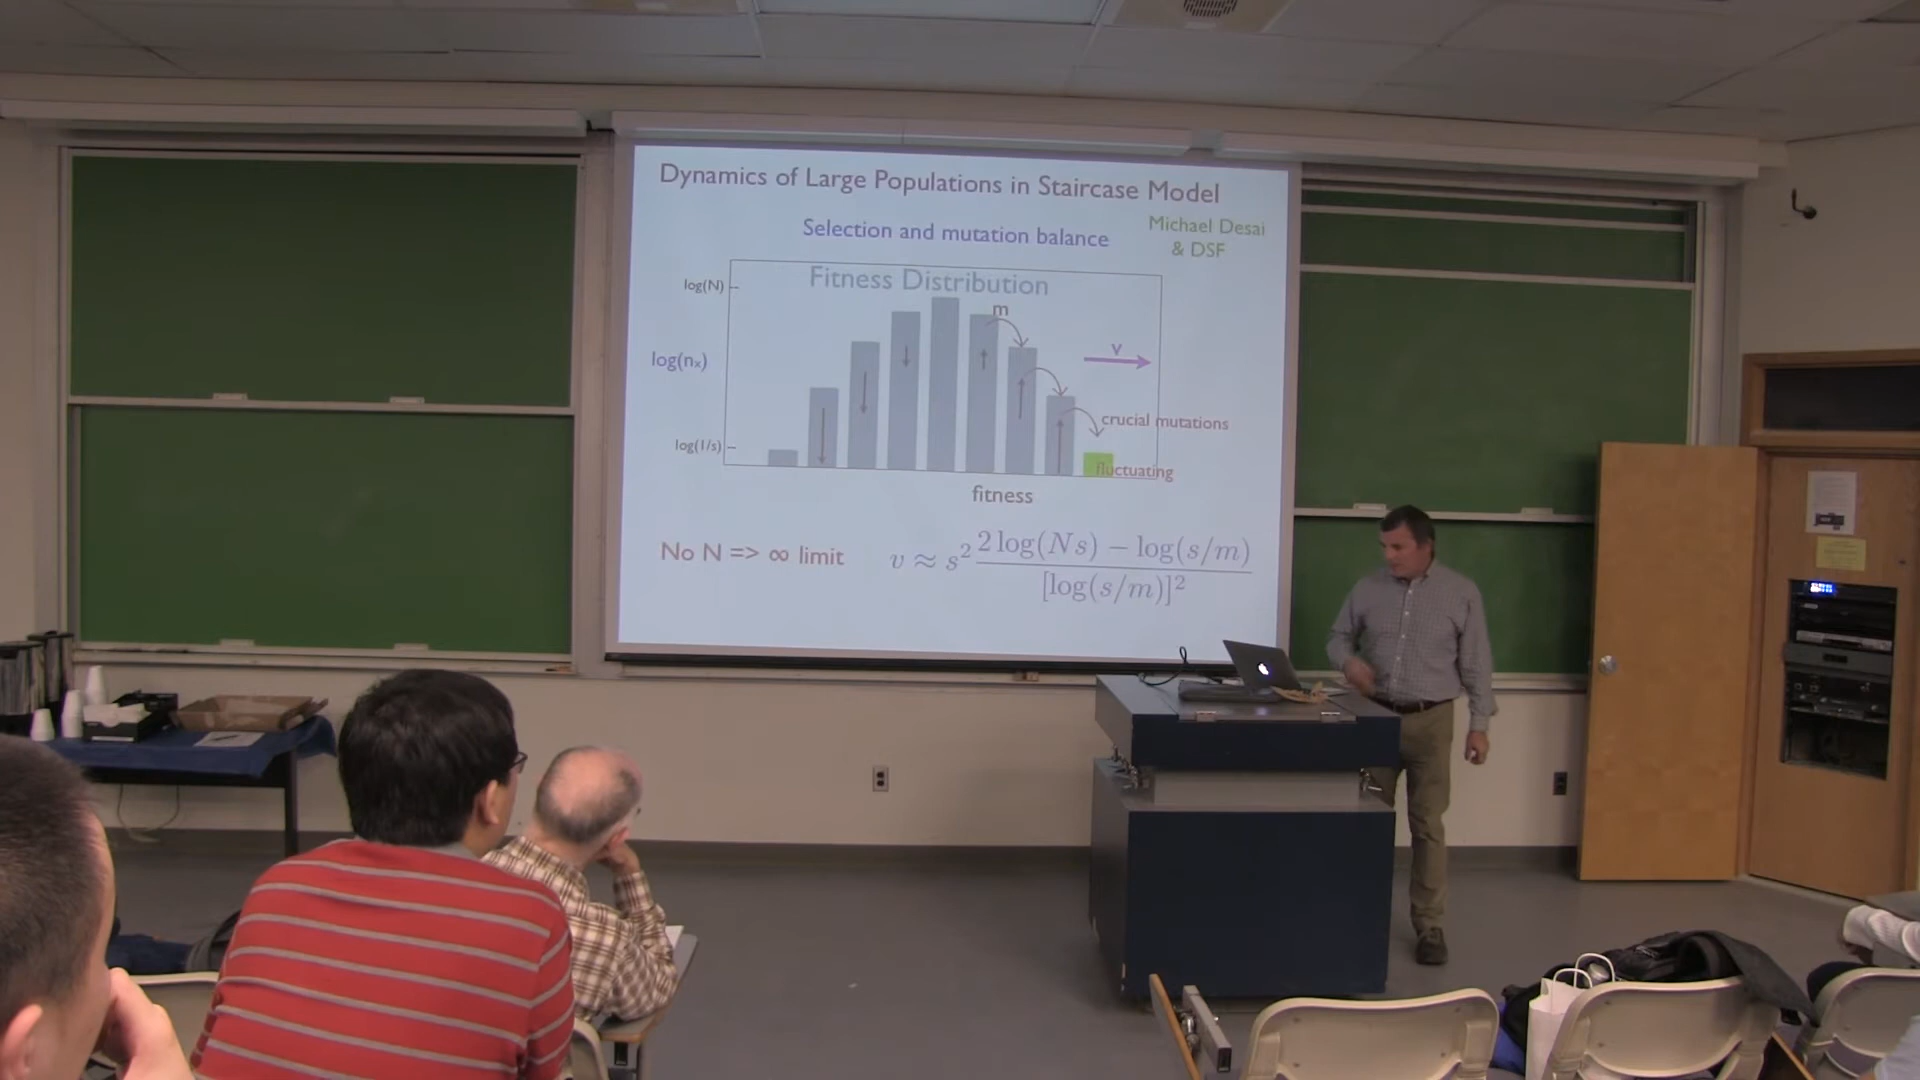 Dynamics of Large Populations in Staircase Model
Selection and mutation balance
Michael Desai
& DSF
Fitness Distribution
log(N)
m
log(nₓ)
v
crucial mutations
log(1/s)
fluctuating
fitness
No N => ∞ limit
v ≈ s² 2 log(Ns) − log(s/m)
[log(s/m)]²